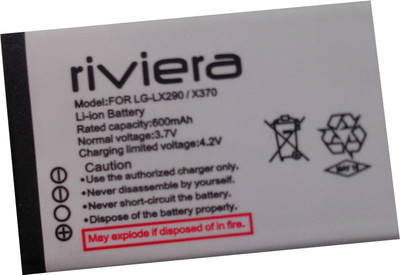 riviera
Model:FOR LG-LX290 / X370
Li-ion Battery
Rated capacity:600mAh
Normal Voltage:3.7V
Charging limited voltage:4.2V
Caution
• Use the authorized charger only.
• Never disassemble by yourself.
• Never short-circuit the battery.
• Dispose of the battery properly.
May explode if disposed of in fire.